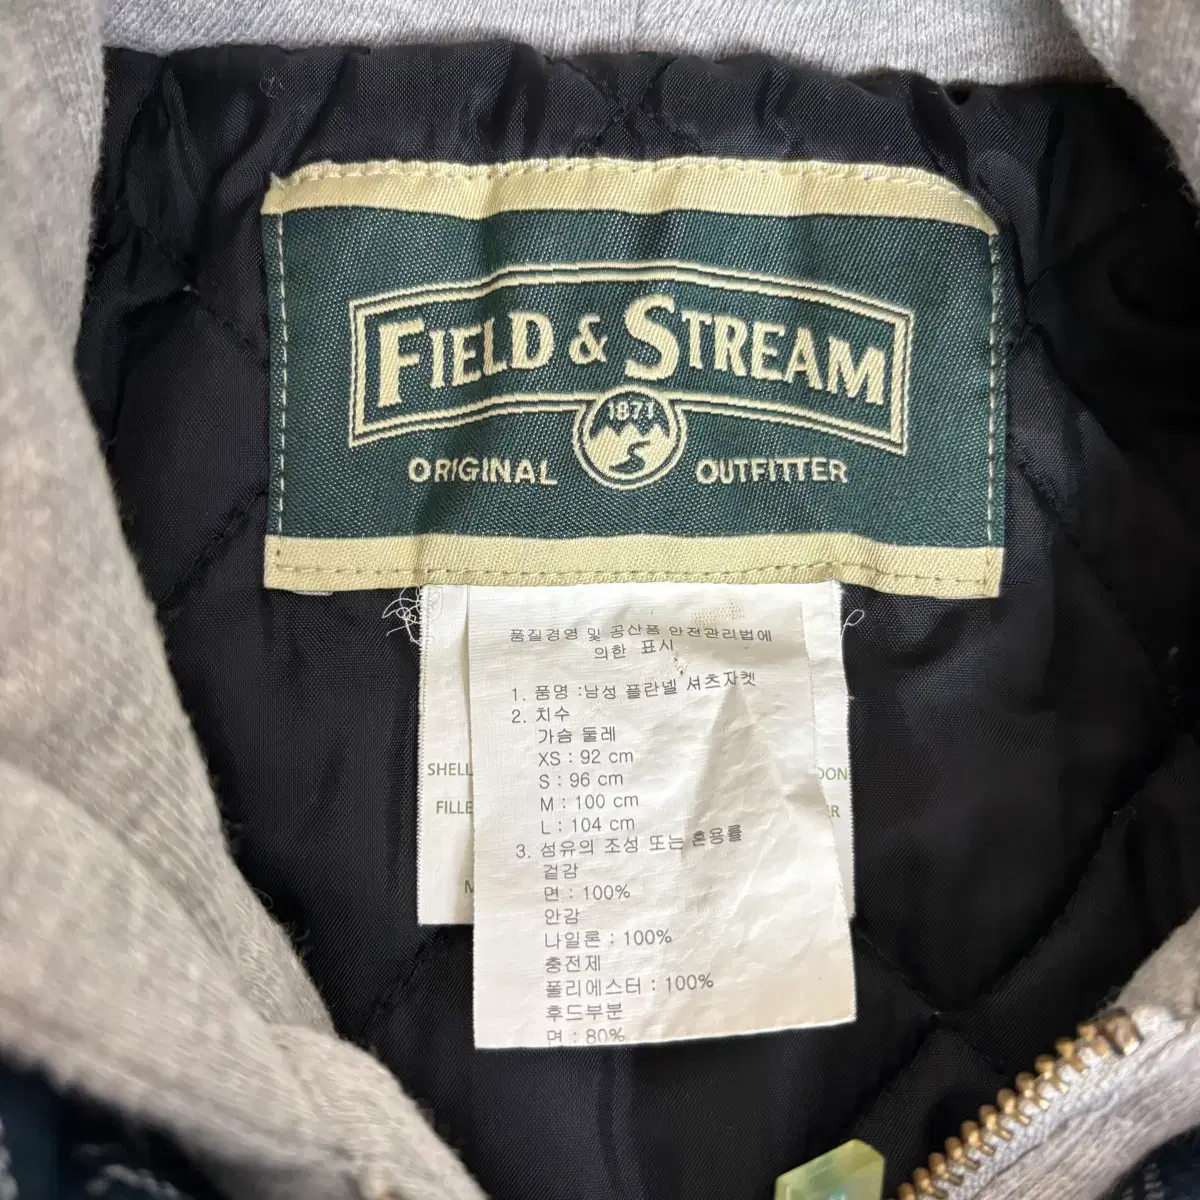 FIELD & STREAM
1871
ORIGINAL OUTFITTER
품질경영 및 공산품 안전관리법에
의한 표시
1. 품명 :남성 플란넬 셔츠자켓
2. 치수
가슴 둘레
XS : 92 cm
S : 96 cm
M : 100 cm
L : 104 cm
3. 섬유의 조성 또는 혼용률
겉감
면 : 100%
안감
나일론 : 100%
충전제
폴리에스터 : 100%
후드부분
면 : 80%
SHELL
FILLE